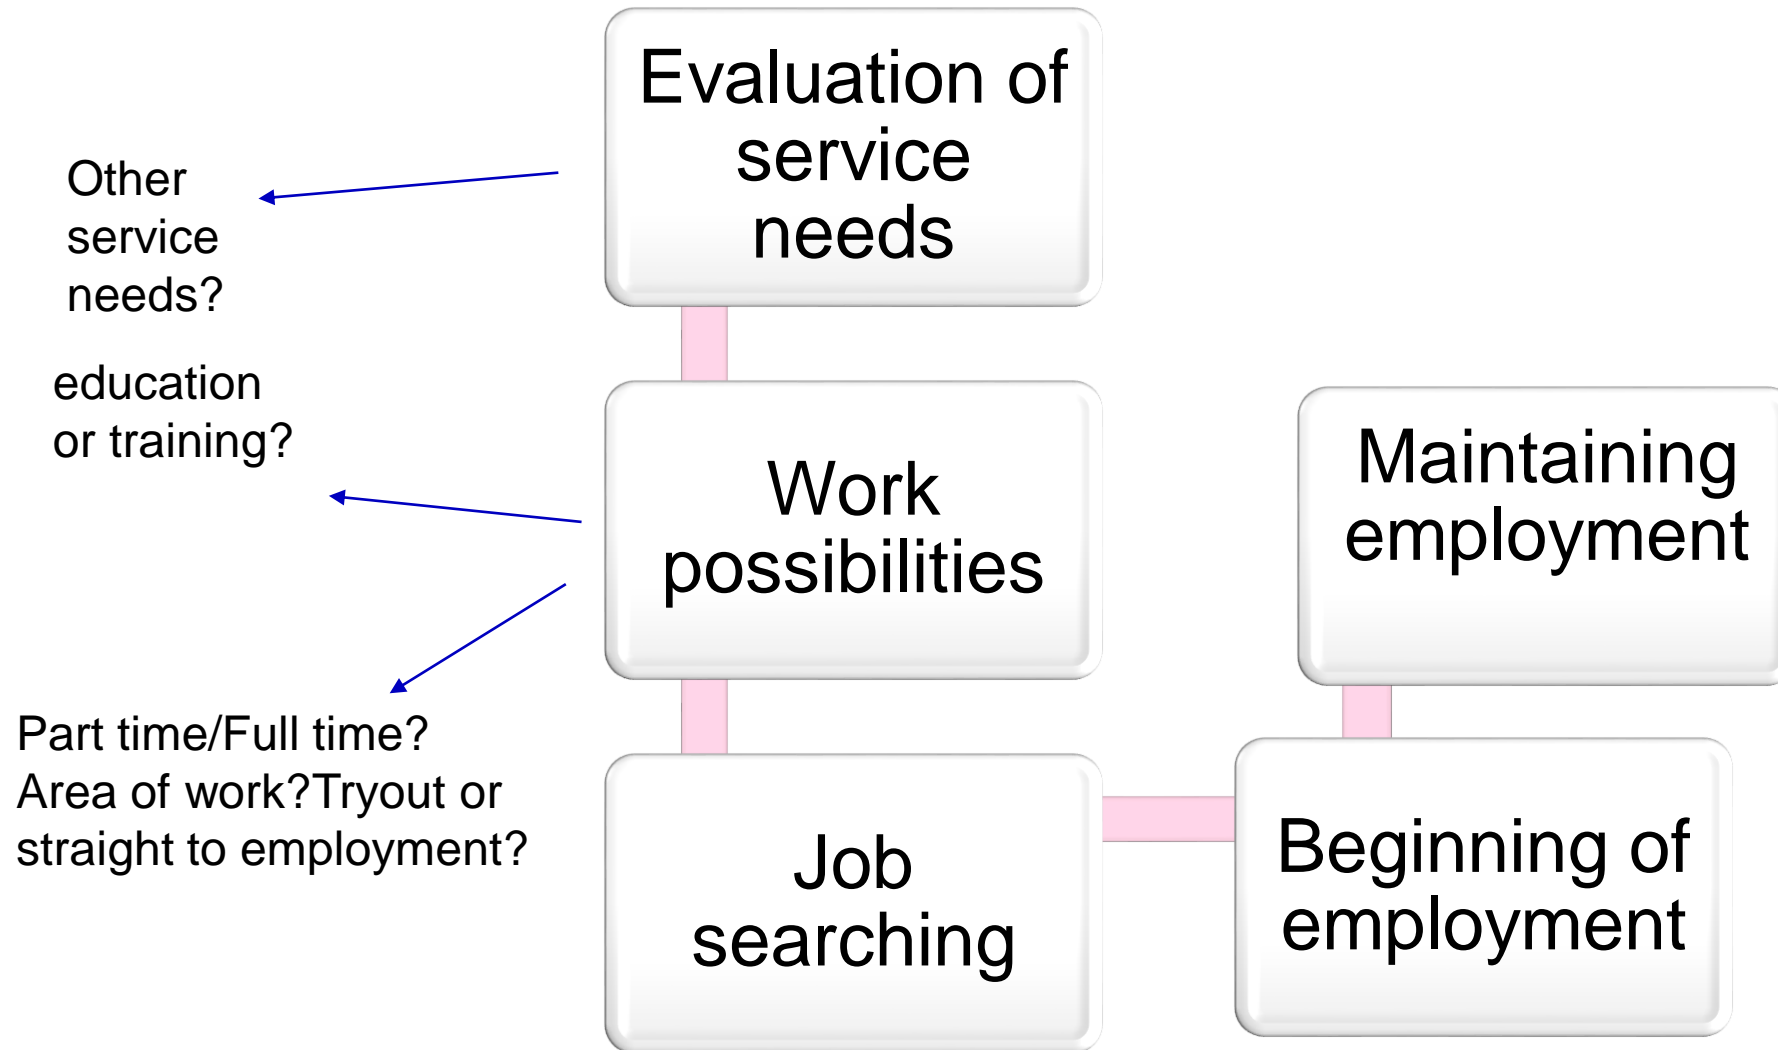 Evaluation of
service
needs
Other
service
needs?
education
or training?
Work
possibilities
Part time/Full time?
Area of work?Tryout or
straight to employment?
Job
searching
Beginning of
employment
Maintaining
employment